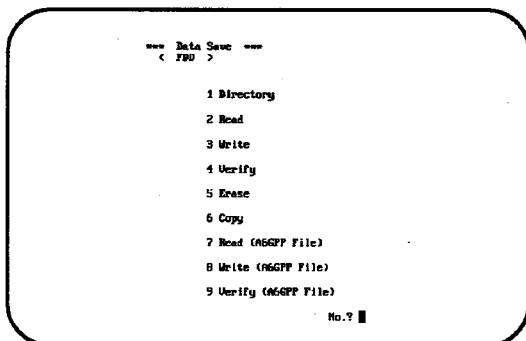 *** Data Save ***
< FDD >
1 Directory
2 Read
3 Write
4 Verify
5 Erase
6 Copy
7 Read (A6GPP File)
8 Write (A6GPP File)
9 Verify (A6GPP File)
No.?